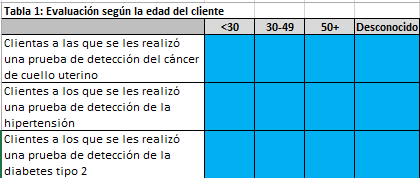 Tabla 1: Evaluación según la edad del cliente
<30 30-49 50+ Desconocido
Clientas a las que se les realizó
una prueba de detección del cáncer
de cuello uterino
Clientes a los que se les realizó
una prueba de detección de la
hipertensión
Clientes a los que se les realizó
una prueba de detección de la
diabetes tipo 2